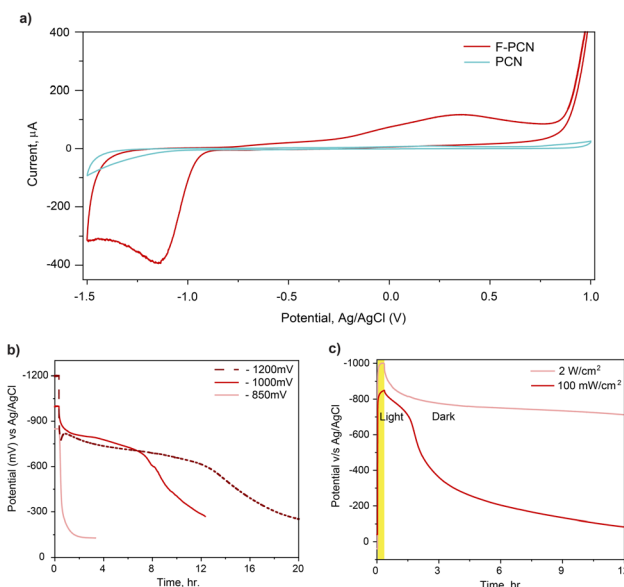 a)
400
200
0
-200
-400
Current, μA
F-PCN
PCN
-1.5
-1.0
-0.5
0.0
0.5
1.0
Potential, Ag/AgCl (V)
b)
-1200
-900
-600
-300
0
Potential (mV) vs Ag/AgCl
- 1200mV
- 1000mV
- 850mV
0
4
8
12
16
20
Time, hr.
c)
-1000
-800
-600
-400
-200
-0
Potential v/s Ag/AgCl
2 W/cm²
100 mW/cm²
Light
Dark
0
3
6
9
12
Time, hr.